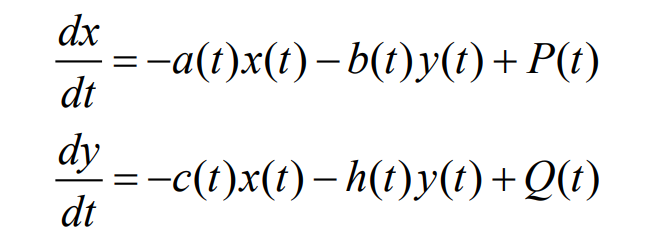 dx/dt = −a(t)x(t) − b(t)y(t) + P(t)
dy/dt = −c(t)x(t) − h(t)y(t) + Q(t)